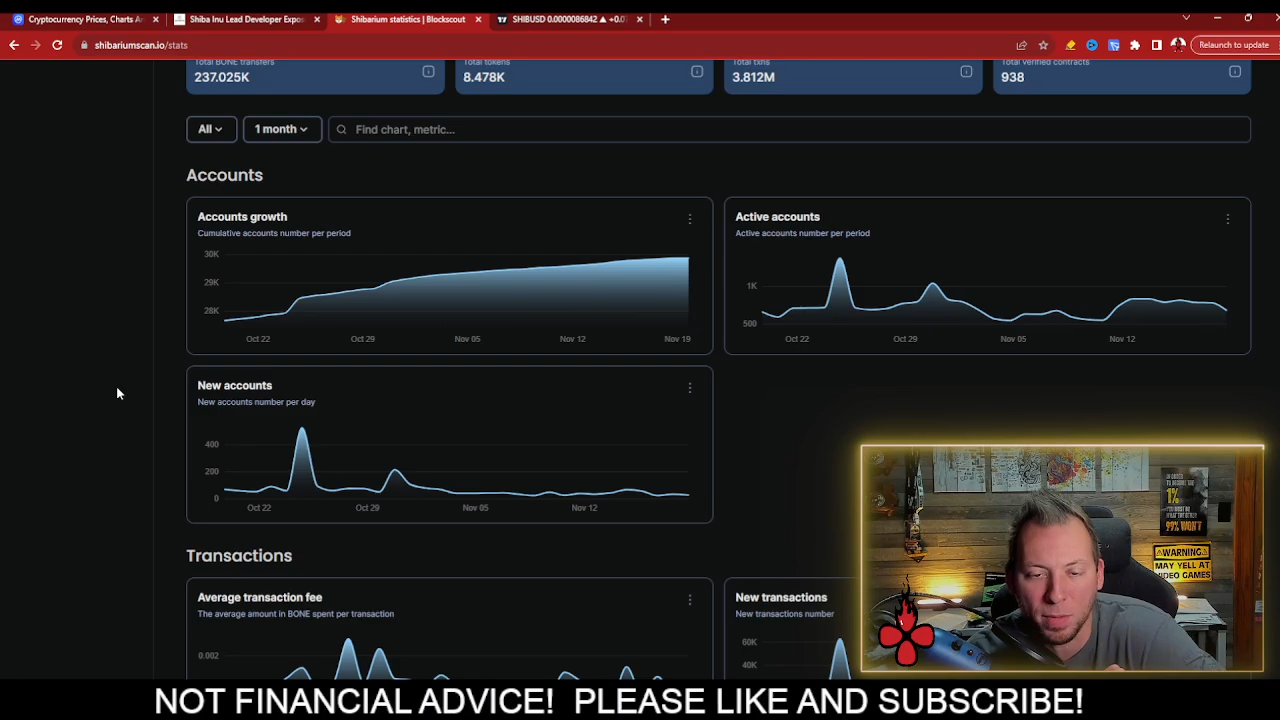 Cryptocurrency Prices, Charts An
Shiba Inu Lead Developer Expos
Shibarium statistics | Blockscout
SHIBUSD 0.0000086842 ▲ +0.0
shibariumscan.io/stats
Relaunch to update
Total BONE transfers
237.025K
Total tokens
8.478K
Total txns
3.812M
Total verified contracts
938
All
1 month
Find chart, metric...
Accounts
Accounts growth
Cumulative accounts number per period
30K
29K
28K
Oct 22
Oct 29
Nov 05
Nov 12
Nov 19
Active accounts
Active accounts number per period
1K
500
Oct 22
Oct 29
Nov 05
Nov 12
New accounts
New accounts number per day
400
200
0
Oct 22
Oct 29
Nov 05
Nov 12
Transactions
Average transaction fee
The average amount in BONE spent per transaction
0.002
New transactions
New transactions number
60K
40K
1%
99% WON'T
WARNING
MAY YELL AT
VIDEO GAMES
NOT FINANCIAL ADVICE! PLEASE LIKE AND SUBSCRIBE!